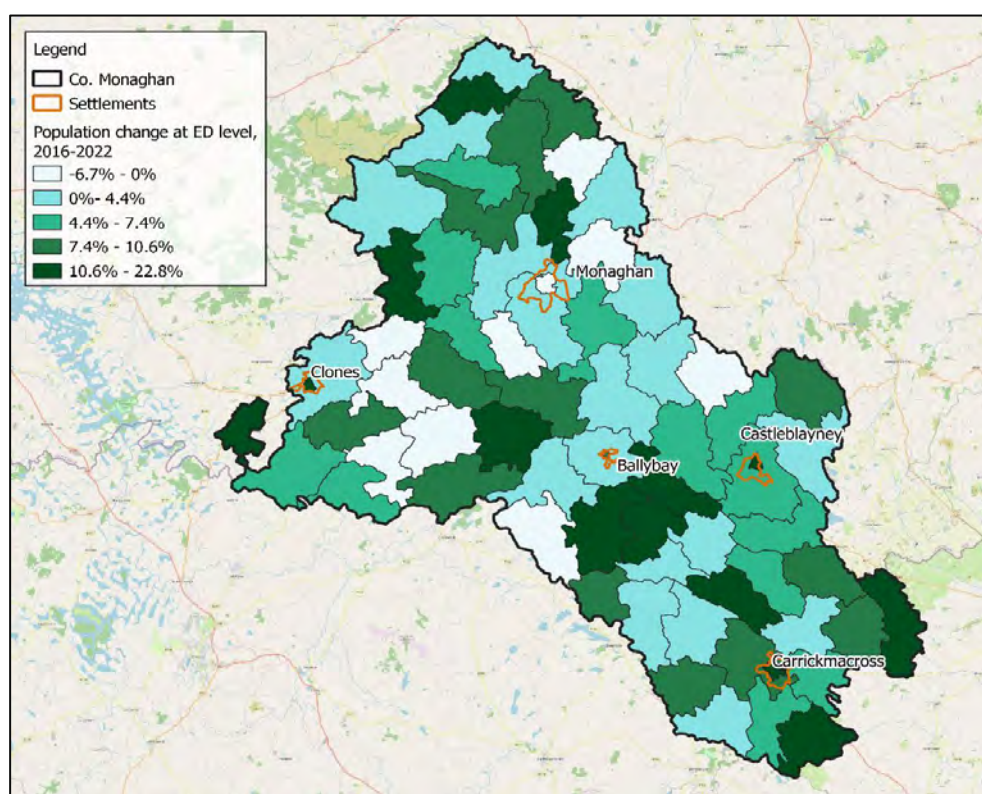 Legend
Co. Monaghan
Settlements
Population change at ED level,
2016-2022
-6.7% - 0%
0%- 4.4%
4.4% - 7.4%
7.4% - 10.6%
10.6% - 22.8%
Monaghan
Clones
Castleblayney
Ballybay
Carrickmacross